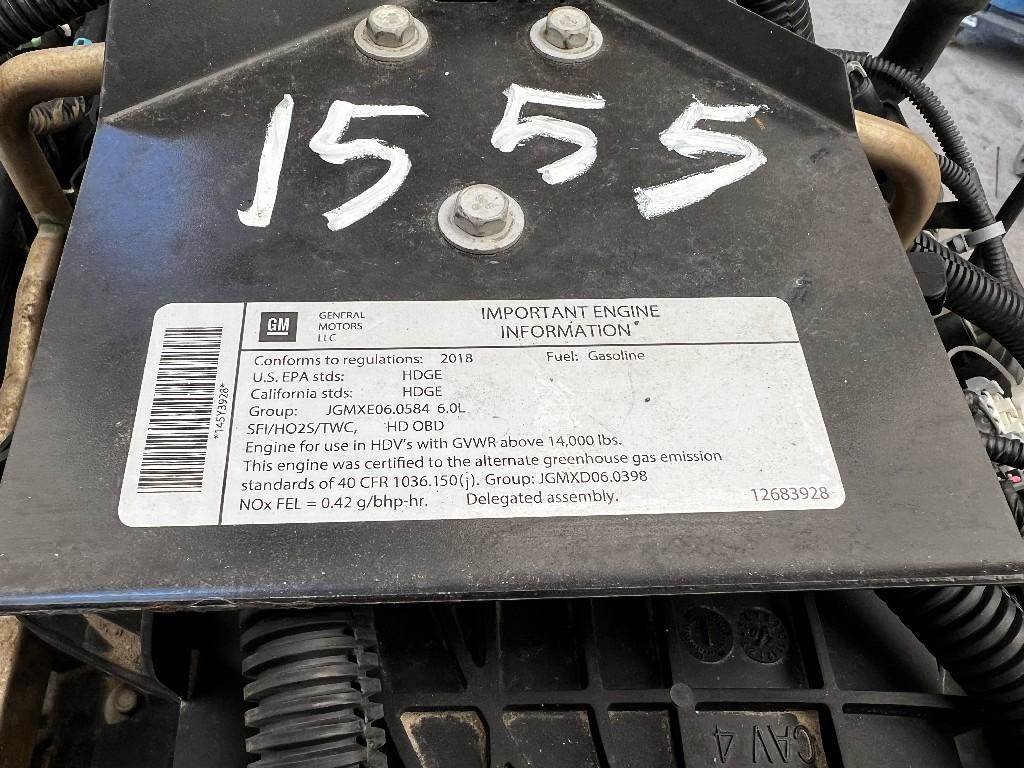 1555
GM
GENERAL
MOTORS
LLC
IMPORTANT ENGINE
INFORMATION
Conforms to regulations: 2018 Fuel: Gasoline
U.S. EPA stds: HDGE
California stds: HDGE
Group: JGMXE06.0584 6.0L
SFI/HO2S/TWC, HD OBD
Engine for use in HDV's with GVWR above 14,000 lbs.
This engine was certified to the alternate greenhouse gas emission
standards of 40 CFR 1036.150(j). Group: JGMXD06.0398
NOx FEL = 0.42 g/bhp-hr. Delegated assembly.
12683928
*145Y3928*
CAV 4